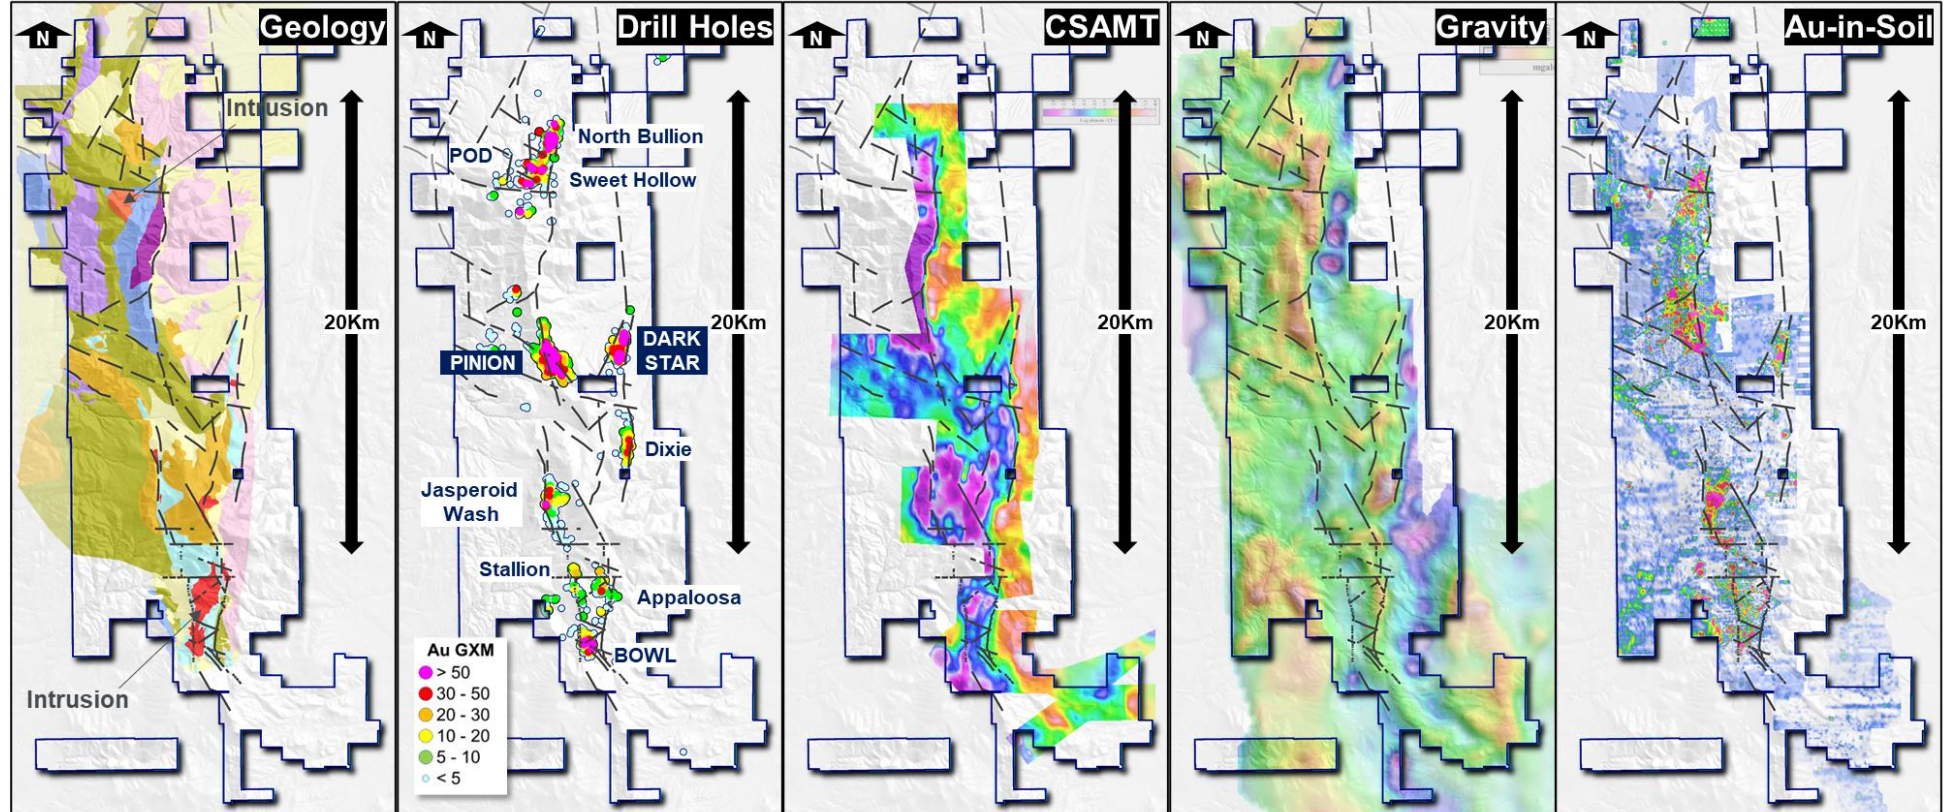 N
Geology
Intrusion
20Km
Intrusion
N
Drill Holes
North Bullion
POD
Sweet Hollow
20Km
DARK
STAR
PINION
Dixie
Jasperoid
Wash
Stallion
Appaloosa
BOWL
Au GXM
> 50
30 - 50
20 - 30
10 - 20
5 - 10
< 5
N
CSAMT
20Km
N
Gravity
20Km
N
Au-in-Soil
20Km